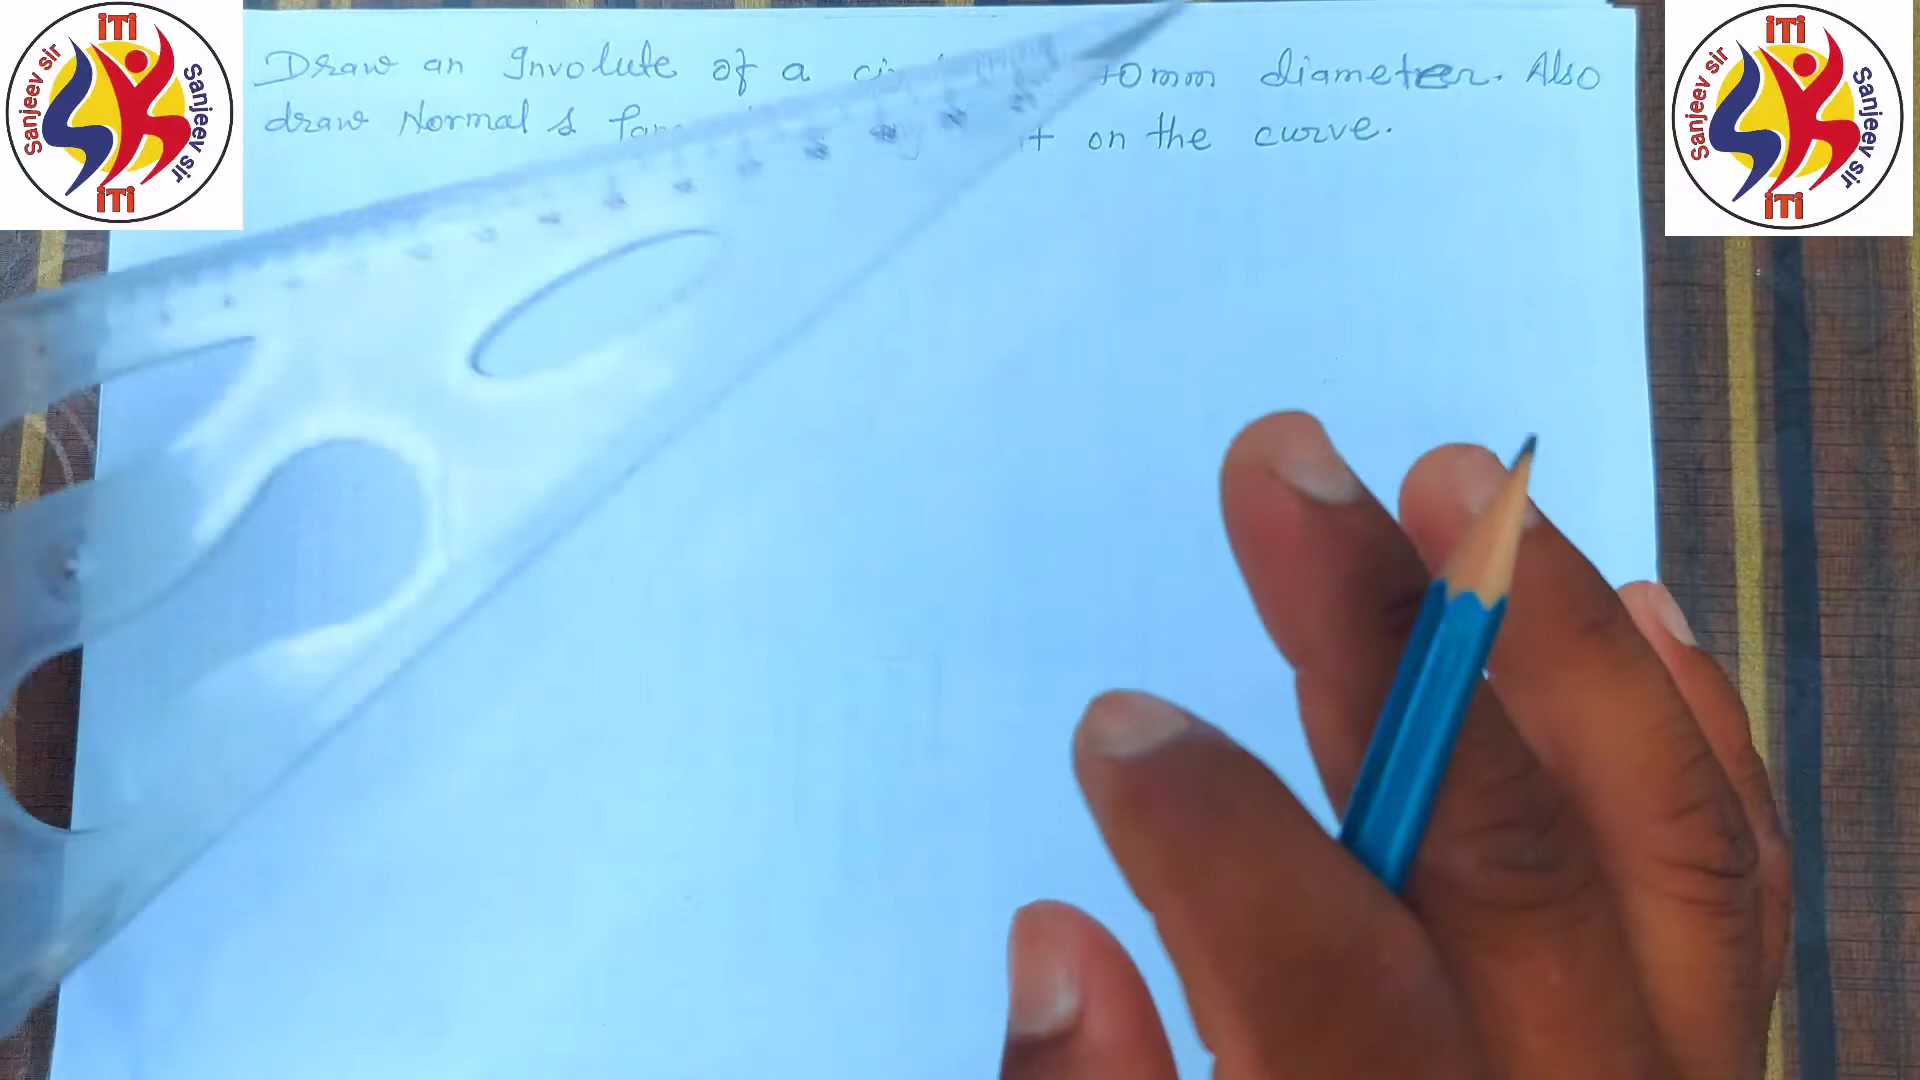 iTi
Sanjeev sir
Sanjeev sir
iTi
Draw an Involute of a mm diameter. Also
draw Normal & on the curve.
iTi
Sanjeev sir
Sanjeev sir
iTi